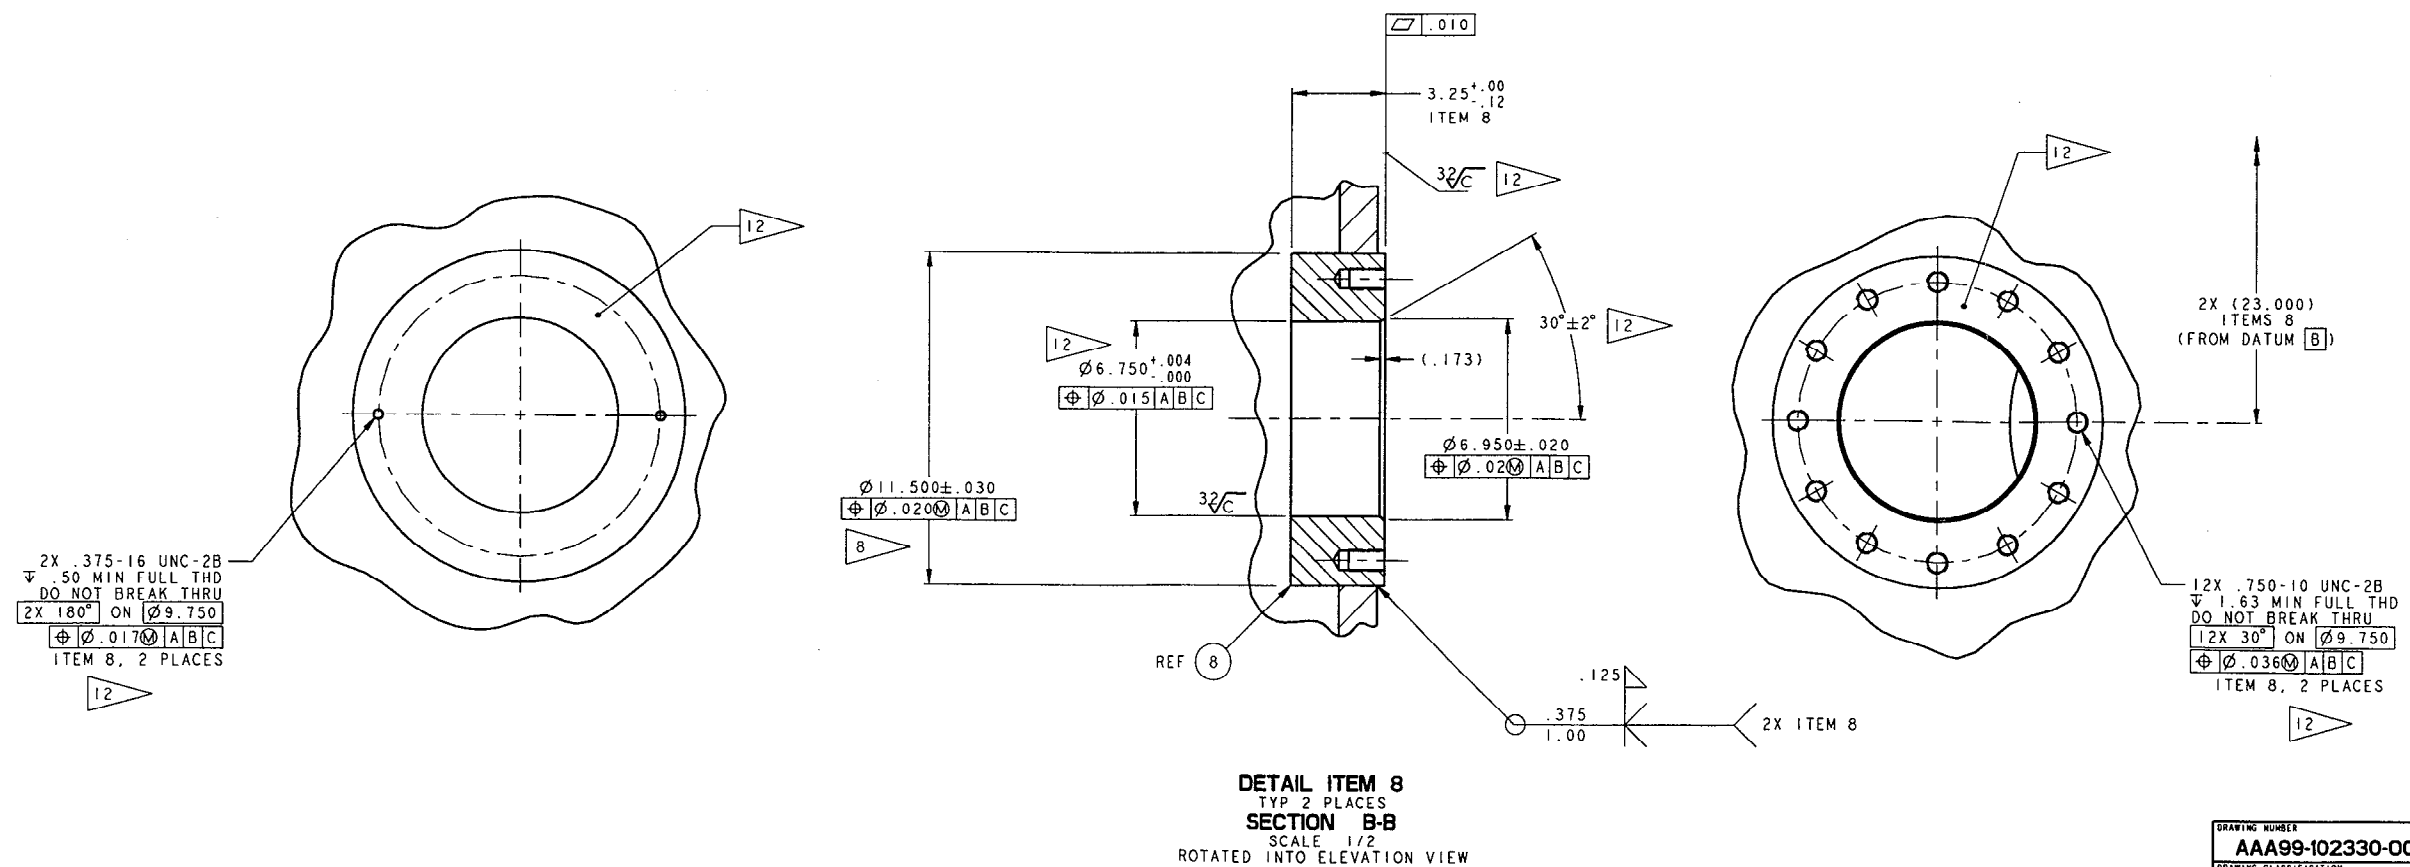 12
2X .375-16 UNC-2B
↧ .50 MIN FULL THD
DO NOT BREAK THRU
2X 180° ON Ø9.750
⌖ Ø.017Ⓜ A B C
ITEM 8, 2 PLACES
12
▱ .010
3.25 +.00 -.12
ITEM 8
32 C 12
12
Ø6.750 +.004 -.000
⌖ Ø.015 A B C
30°±2° 12
(.173)
Ø6.950±.020
⌖ Ø.02Ⓜ A B C
Ø11.500±.030
⌖ Ø.020Ⓜ A B C
8
32 C
REF 8
.125
.375
1.00
2X ITEM 8
12
2X (23.000)
ITEMS 8
(FROM DATUM B)
12X .750-10 UNC-2B
↧ 1.63 MIN FULL THD
DO NOT BREAK THRU
12X 30° ON Ø9.750
⌖ Ø.036Ⓜ A B C
ITEM 8, 2 PLACES
12
DETAIL ITEM 8
TYP 2 PLACES
SECTION B-B
SCALE 1/2
ROTATED INTO ELEVATION VIEW
DRAWING NUMBER
AAA99-102330-00